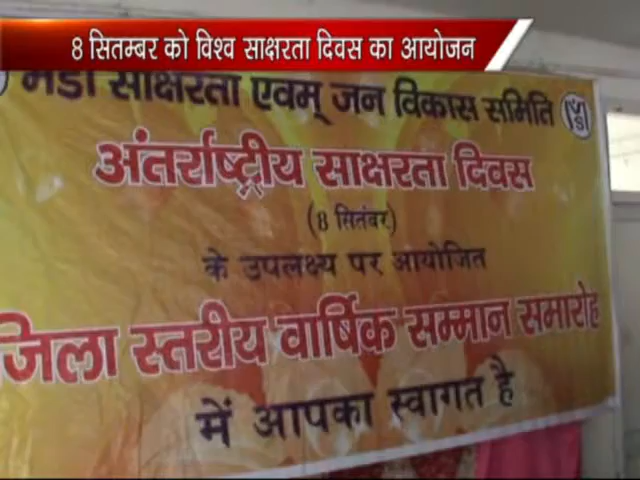 8 सितम्बर को विश्व साक्षरता दिवस का आयोजन
मंडी साक्षरता एवम् जन विकास समिति
अंतर्राष्ट्रीय साक्षरता दिवस
(8 सितंबर)
के उपलक्ष्य पर आयोजित
जिला स्तरीय वार्षिक सम्मान समारोह
में आपका स्वागत है